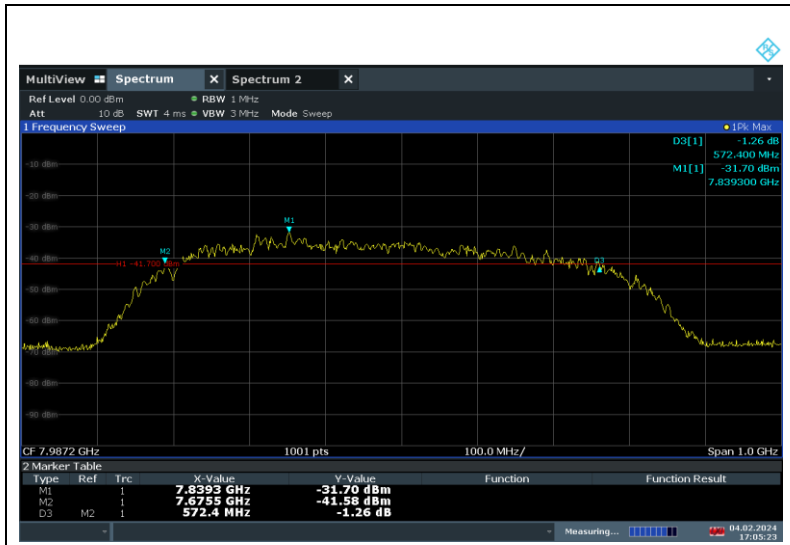 MultiView Spectrum X Spectrum 2 X
Ref Level 0.00 dBm RBW 1 MHz
Att 10 dB SWT 4 ms VBW 3 MHz Mode Sweep
1 Frequency Sweep 1Pk Max
D3[1] -1.26 dB
572.400 MHz
M1[1] -31.70 dBm
7.839300 GHz
-10 dBm
-20 dBm
-30 dBm
M1
M2
-40 dBm
H1 -41.700 dBm
D3
-50 dBm
-60 dBm
-70 dBm
-80 dBm
-90 dBm
CF 7.9872 GHz 1001 pts 100.0 MHz/ Span 1.0 GHz
2 Marker Table
Type Ref Trc X-Value Y-Value Function Function Result
M1 1 7.8393 GHz -31.70 dBm
M2 1 7.6755 GHz -41.58 dBm
D3 M2 1 572.4 MHz -1.26 dB
Measuring... 04.02.2024
17:05:23